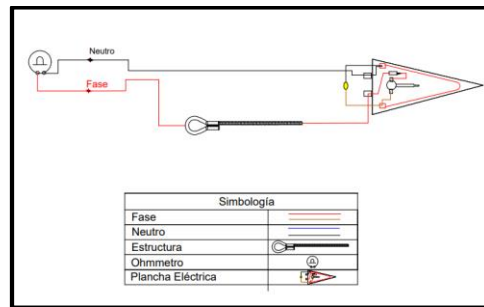 Neutro
Fase
Simbología
Fase
Neutro
Estructura
Ohmmetro
Plancha Eléctrica